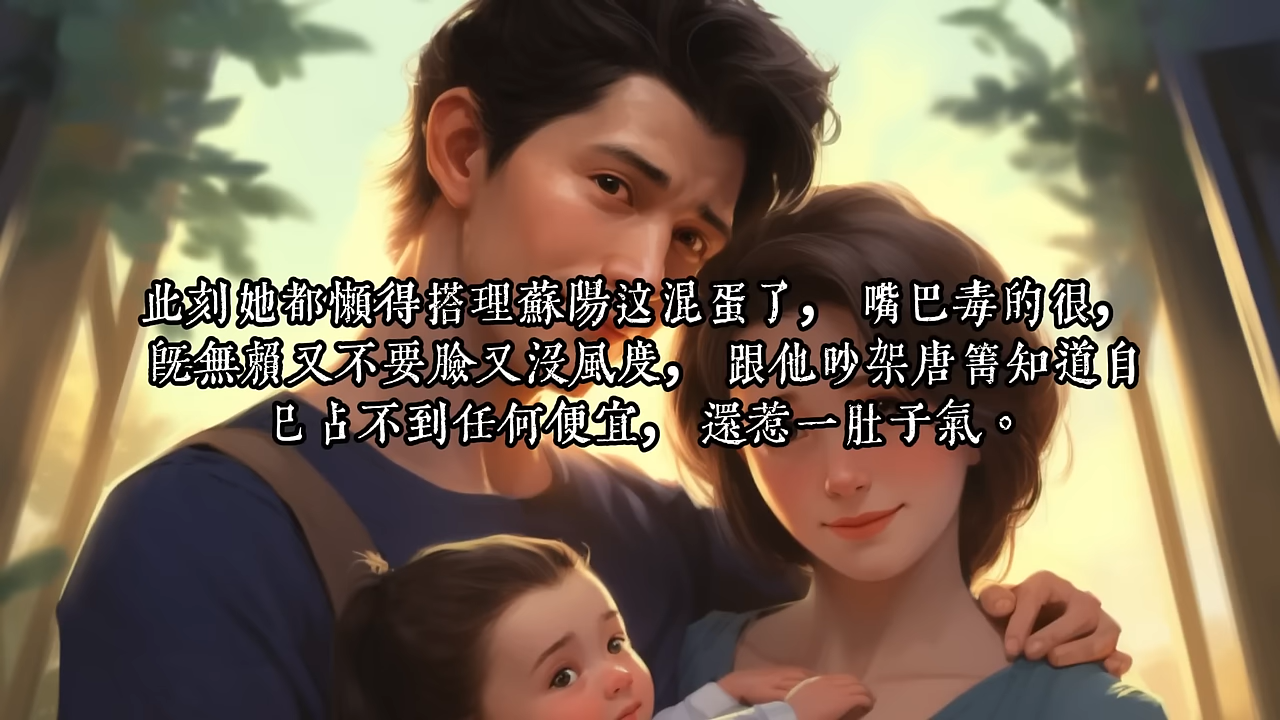 此刻她都懶得搭理蘇陽这混蛋了，嘴巴毒的很，
既無賴又不要臉又没風度，跟他吵架唐箐知道自
己占不到任何便宜，還惹一肚子氣。